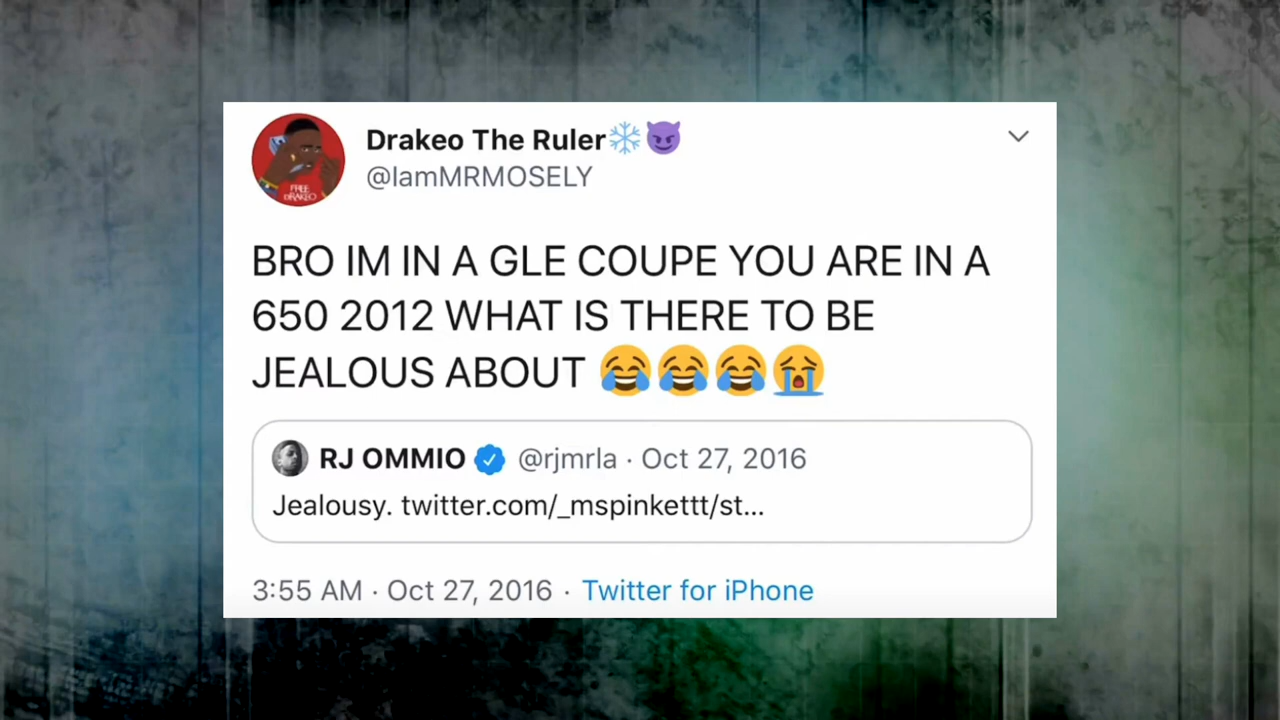 FREE
DRAKEO
Drakeo The Ruler❄️😈
@IamMRMOSELY
BRO IM IN A GLE COUPE YOU ARE IN A
650 2012 WHAT IS THERE TO BE
JEALOUS ABOUT 😂😂😂😭
RJ OMMIO @rjmrla · Oct 27, 2016
Jealousy. twitter.com/_mspinkettt/st...
3:55 AM · Oct 27, 2016 · Twitter for iPhone